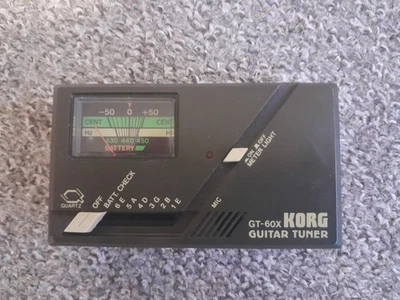 -50 0 +50
CENT CENT
Hz
430 440 450
BATTERY
ON OFF
METER LIGHT
QUARTZ
OFF
BATT. CHECK
6E
5A
4D
3G
2B
1E
MIC
GT-60X KORG
GUITAR TUNER